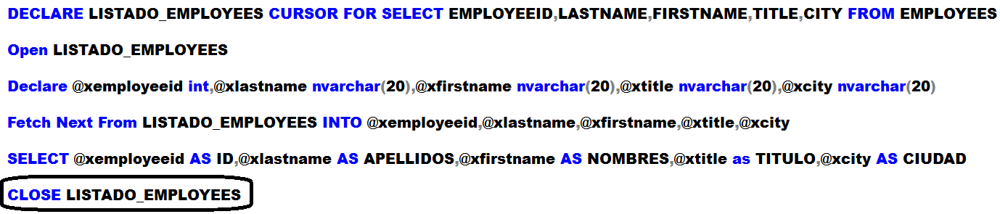 DECLARE LISTADO_EMPLOYEES CURSOR FOR SELECT EMPLOYEEID,LASTNAME,FIRSTNAME,TITLE,CITY FROM EMPLOYEES
Open LISTADO_EMPLOYEES
Declare @xemployeeid int,@xlastname nvarchar(20),@xfirstname nvarchar(20),@xtitle nvarchar(20),@xcity nvarchar(20)
Fetch Next From LISTADO_EMPLOYEES INTO @xemployeeid,@xlastname,@xfirstname,@xtitle,@xcity
SELECT @xemployeeid AS ID,@xlastname AS APELLIDOS,@xfirstname AS NOMBRES,@xtitle as TITULO,@xcity AS CIUDAD
CLOSE LISTADO_EMPLOYEES